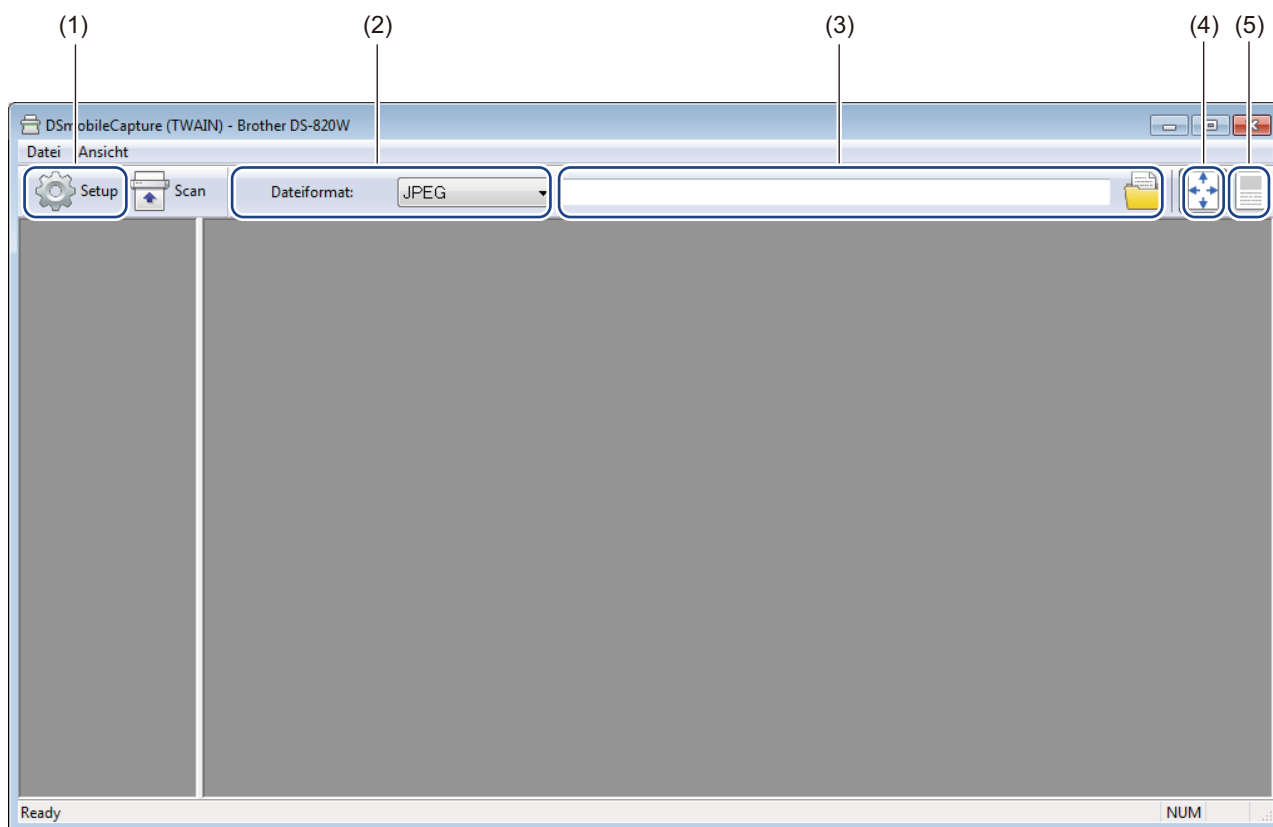 (1) (2) (3) (4) (5)
DSmobileCapture (TWAIN) - Brother DS-820W
Datei Ansicht
Setup Scan Dateiformat: JPEG
Ready NUM